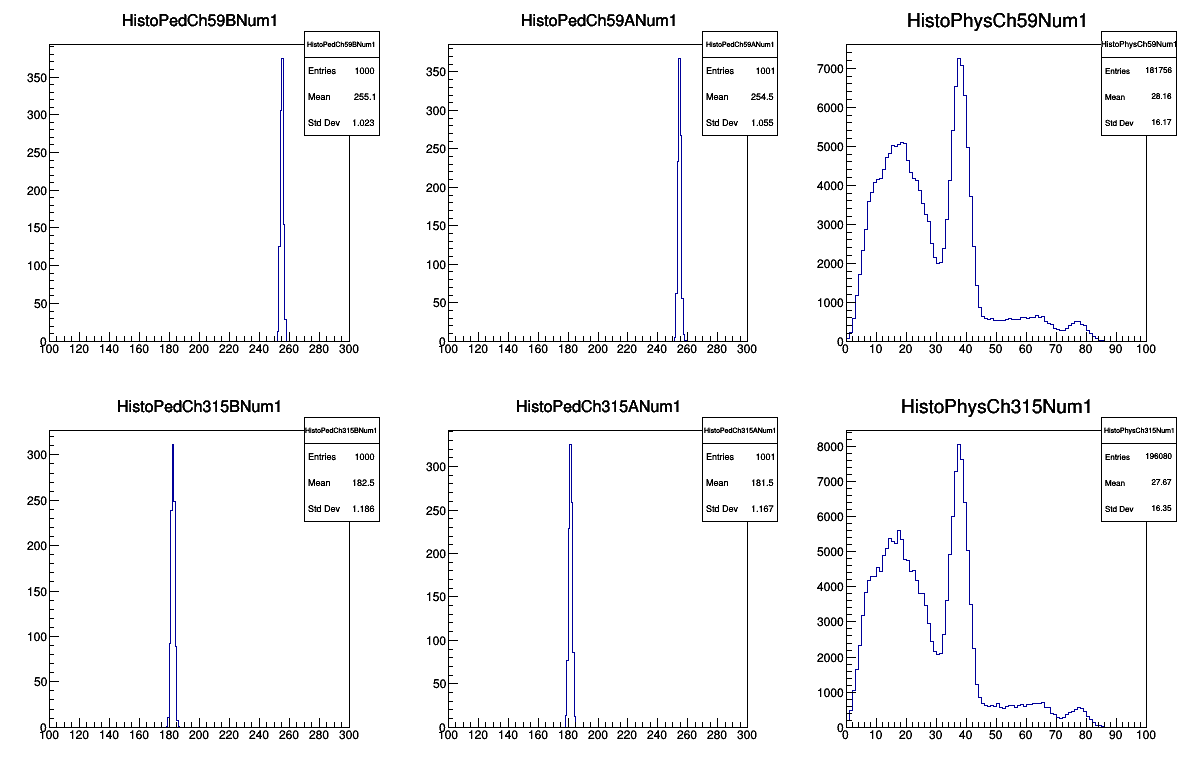 HistoPedCh59BNum1
HistoPedCh59BNum1
Entries 1000
Mean 255.1
Std Dev 1.023
350
300
250
200
150
100
50
0
100 120 140 160 180 200 220 240 260 280 300
HistoPedCh59ANum1
HistoPedCh59ANum1
Entries 1001
Mean 254.5
Std Dev 1.055
350
300
250
200
150
100
50
0
100 120 140 160 180 200 220 240 260 280 300
HistoPhysCh59Num1
HistoPhysCh59Num1
Entries 181756
Mean 28.16
Std Dev 16.17
7000
6000
5000
4000
3000
2000
1000
0
0 10 20 30 40 50 60 70 80 90 100
HistoPedCh315BNum1
HistoPedCh315BNum1
Entries 1000
Mean 182.5
Std Dev 1.186
300
250
200
150
100
50
0
100 120 140 160 180 200 220 240 260 280 300
HistoPedCh315ANum1
HistoPedCh315ANum1
Entries 1001
Mean 181.5
Std Dev 1.167
300
250
200
150
100
50
0
100 120 140 160 180 200 220 240 260 280 300
HistoPhysCh315Num1
HistoPhysCh315Num1
Entries 196080
Mean 27.67
Std Dev 16.35
8000
7000
6000
5000
4000
3000
2000
1000
0
0 10 20 30 40 50 60 70 80 90 100